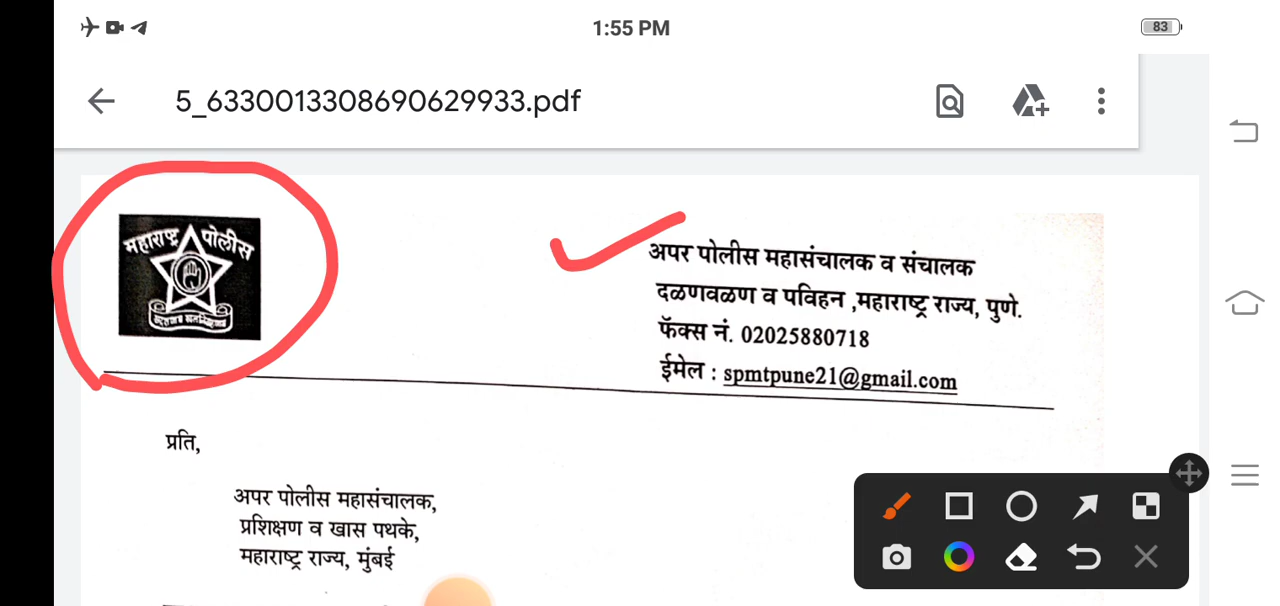 1:55 PM
83
5_6330013308690629933.pdf
महाराष्ट्र पोलीस
अपर पोलीस महासंचालक व संचालक
दळणवळण व पविहन ,महाराष्ट्र राज्य, पुणे.
फॅक्स नं. 02025880718
ईमेल : spmtpune21@gmail.com
प्रति,
अपर पोलीस महासंचालक,
प्रशिक्षण व खास पथके,
महाराष्ट्र राज्य, मुंबई